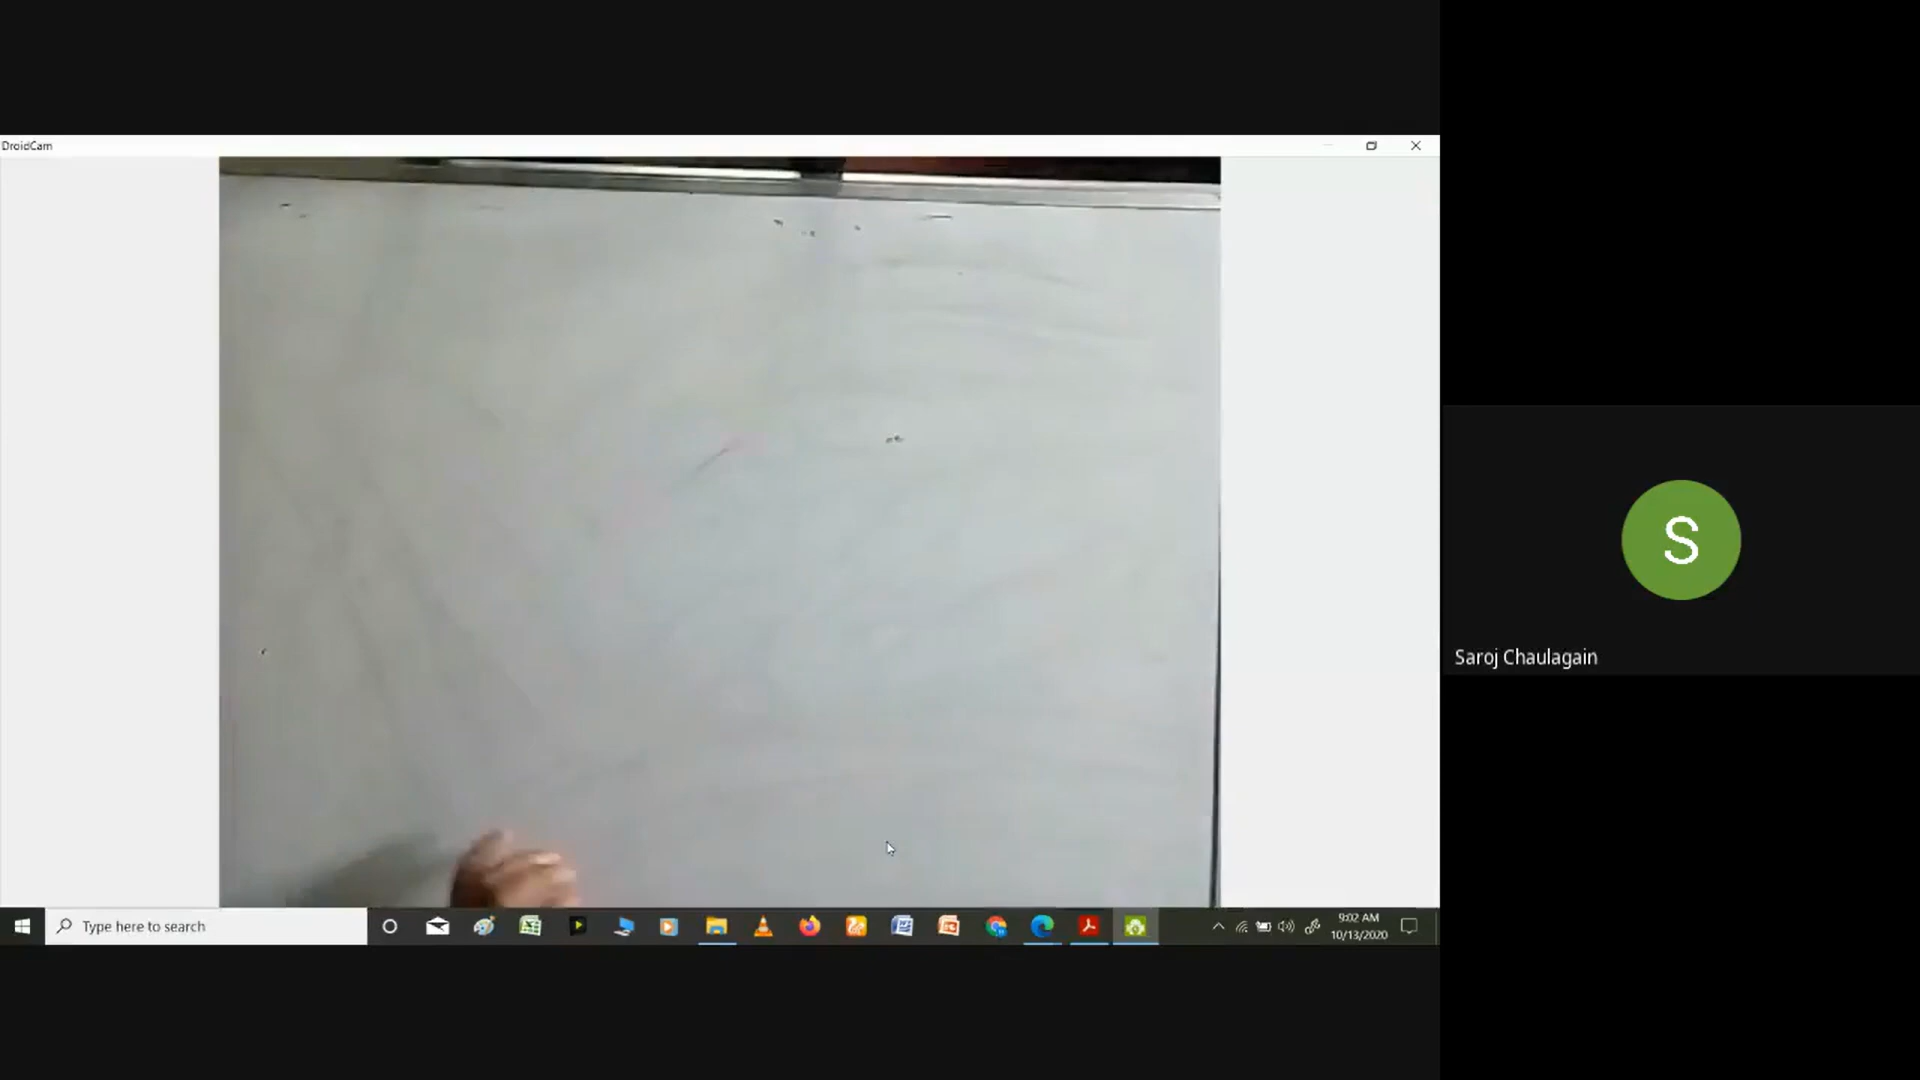 DroidCam
S
Saroj Chaulagain
Type here to search
9:02 AM
10/13/2020